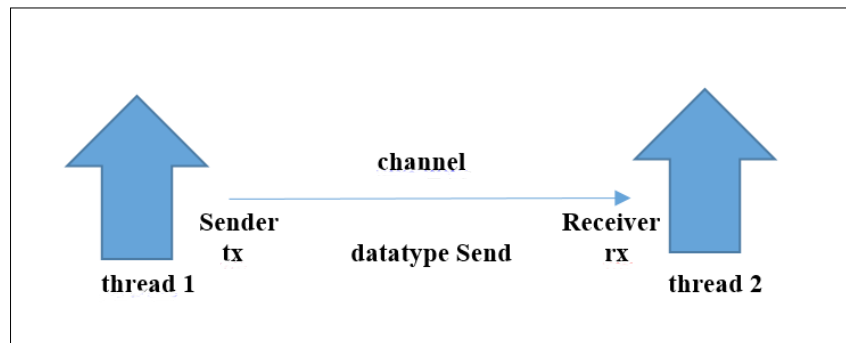 channel
Sender
tx
datatype Send
Receiver
rx
thread 1
thread 2